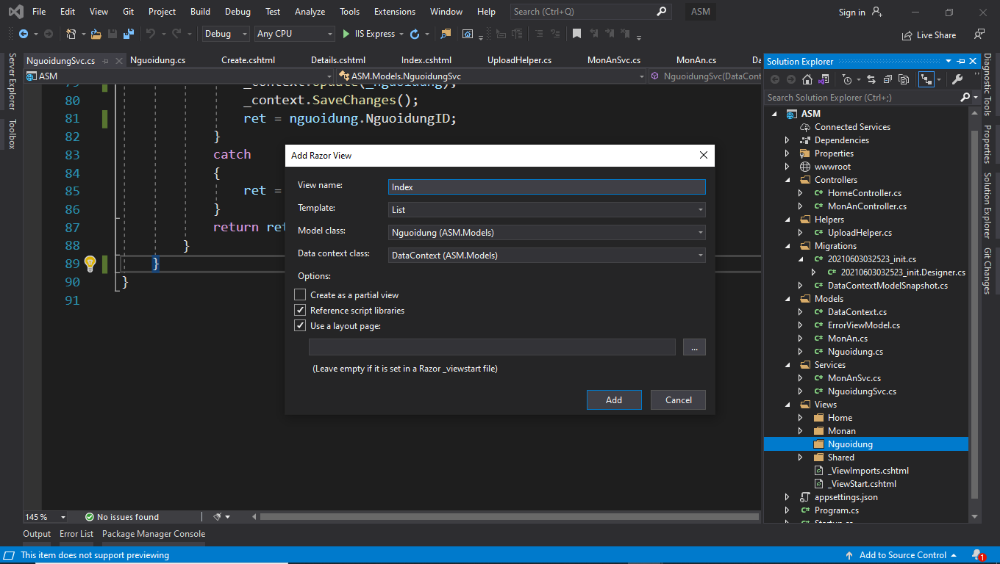 File Edit View Git Project Build Debug Test Analyze Tools Extensions Window Help Search (Ctrl+Q) ASM Sign in
Debug Any CPU IIS Express Live Share
Server Explorer
Toolbox
NguoidungSvc.cs Nguoidung.cs Create.cshtml Details.cshtml Index.cshtml UploadHelper.cs MonAnSvc.cs MonAn.cs Da
ASM ASM.Models.NguoidungSvc NguoidungSvc(DataCont
79 _context.Update(_nguoidung);
80 _context.SaveChanges();
81 ret = nguoidung.NguoidungID;
82 }
83 catch
84 {
85 ret =
86 }
87 return ret
88 }
89 }
90 }
91
Add Razor View
View name: Index
Template: List
Model class: Nguoidung (ASM.Models)
Data context class: DataContext (ASM.Models)
Options:
Create as a partial view
Reference script libraries
Use a layout page:
...
(Leave empty if it is set in a Razor _viewstart file)
Add Cancel
Solution Explorer
Search Solution Explorer (Ctrl+;)
ASM
Connected Services
Dependencies
Properties
wwwroot
Controllers
C# HomeController.cs
C# MonAnController.cs
Helpers
C# UploadHelper.cs
Migrations
C# 20210603032523_init.cs
C# 20210603032523_init.Designer.cs
C# DataContextModelSnapshot.cs
Models
C# DataContext.cs
C# ErrorViewModel.cs
C# MonAn.cs
C# Nguoidung.cs
Services
C# MonAnSvc.cs
C# NguoidungSvc.cs
Views
Home
Monan
Nguoidung
Shared
_ViewImports.cshtml
_ViewStart.cshtml
appsettings.json
C# Program.cs
C# Startup.cs
Diagnostic Tools
Properties
Solution Explorer
Git Changes
145 % No issues found
Output Error List Package Manager Console
This item does not support previewing Add to Source Control 1